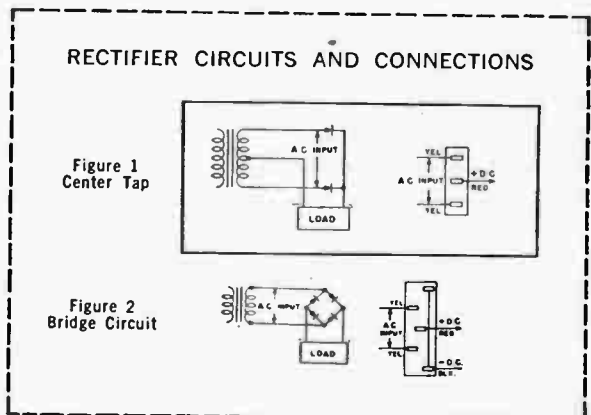 RECTIFIER CIRCUITS AND CONNECTIONS
Figure 1
Center Tap
A C INPUT
LOAD
YEL
A C INPUT
YEL
+ D C
RED
Figure 2
Bridge Circuit
A C INPUT
LOAD
YEL
A C
INPUT
YEL
+ D C
RED
- D C
BLK.